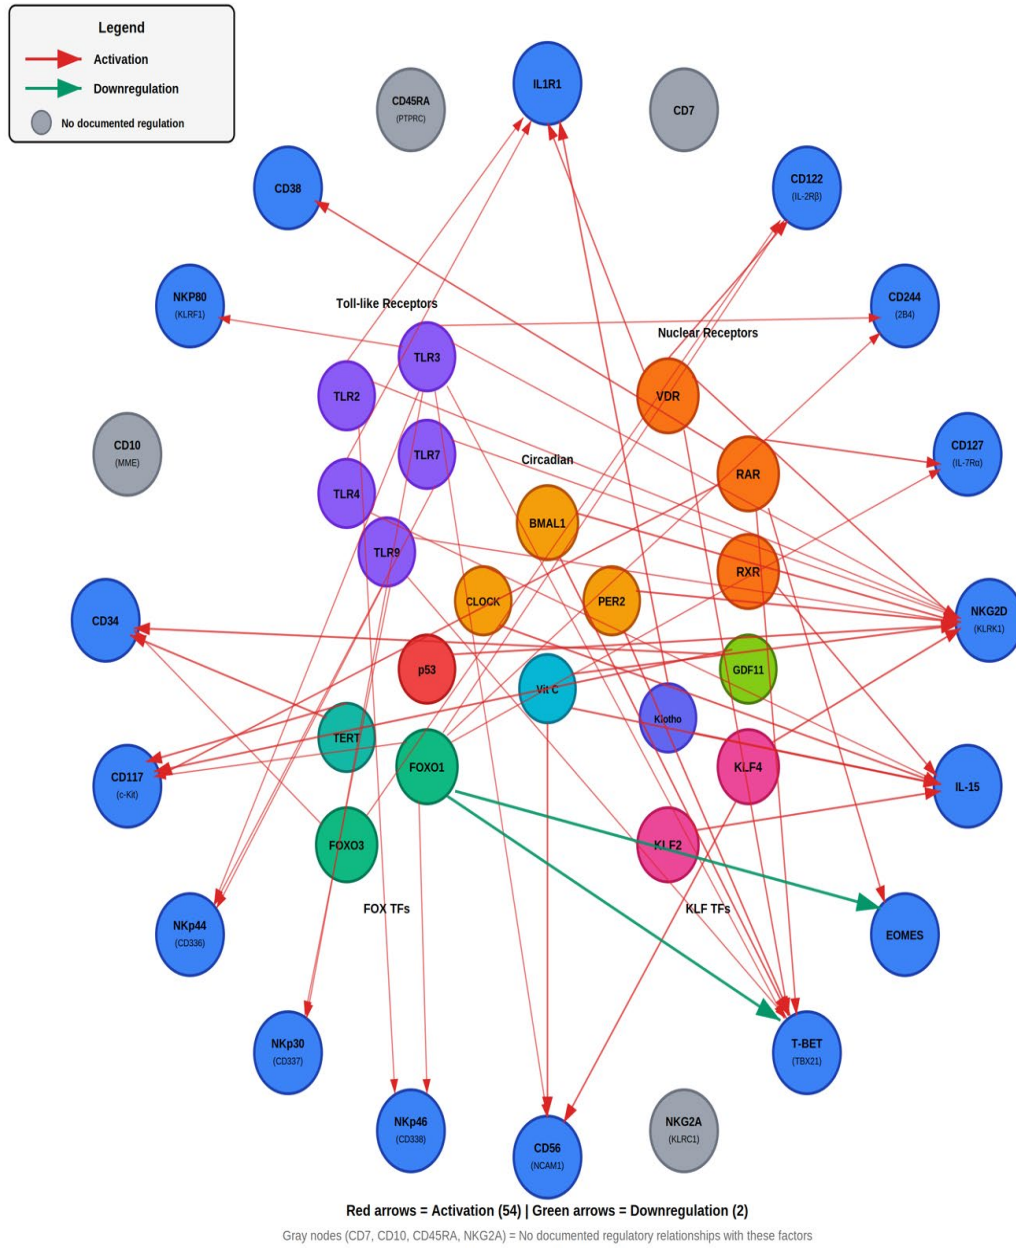 Legend
Activation
Downregulation
No documented regulation
IL1R1
CD45RA
(PTPRC)
CD7
CD38
CD122
(IL-2Rβ)
NKP80
(KLRF1)
CD244
(2B4)
Toll-like Receptors
Nuclear Receptors
TLR3
TLR2
VDR
CD10
(MME)
TLR7
Circadian
CD127
(IL-7Rα)
RAR
TLR4
BMAL1
TLR9
RXR
CLOCK
PER2
CD34
NKG2D
(KLRK1)
p53
GDF11
Vit C
Klotho
TERT
FOXO1
KLF4
CD117
(c-Kit)
IL-15
FOXO3
KLF2
FOX TFs
KLF TFs
NKp44
(CD336)
EOMES
NKp30
(CD337)
T-BET
(TBX21)
NKp46
(CD338)
NKG2A
(KLRC1)
CD56
(NCAM1)
Red arrows = Activation (54) | Green arrows = Downregulation (2)
Gray nodes (CD7, CD10, CD45RA, NKG2A) = No documented regulatory relationships with these factors